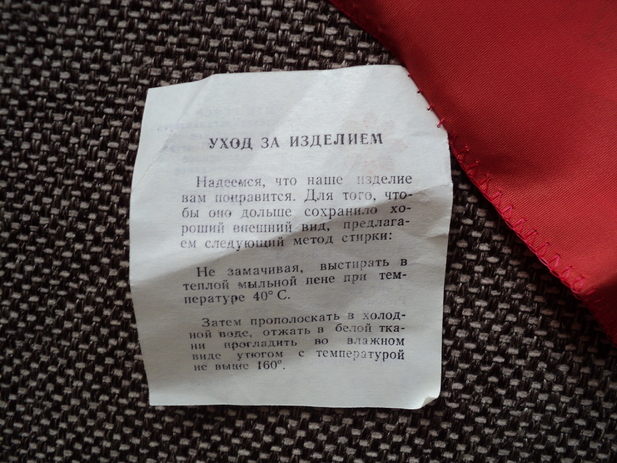 УХОД ЗА ИЗДЕЛИЕМ
Надеемся, что наше изделие
вам понравится. Для того, что-
бы оно дольше сохранило хо-
роший внешний вид, предлага-
ем следующий метод стирки:
Не замачивая, выстирать в
теплой мыльной пене при тем-
пературе 40°С.
Затем прополоскать в холод-
ной воде, отжать в белой тка-
ни прогладить во влажном
виде утюгом с температурой
не выше 160°.